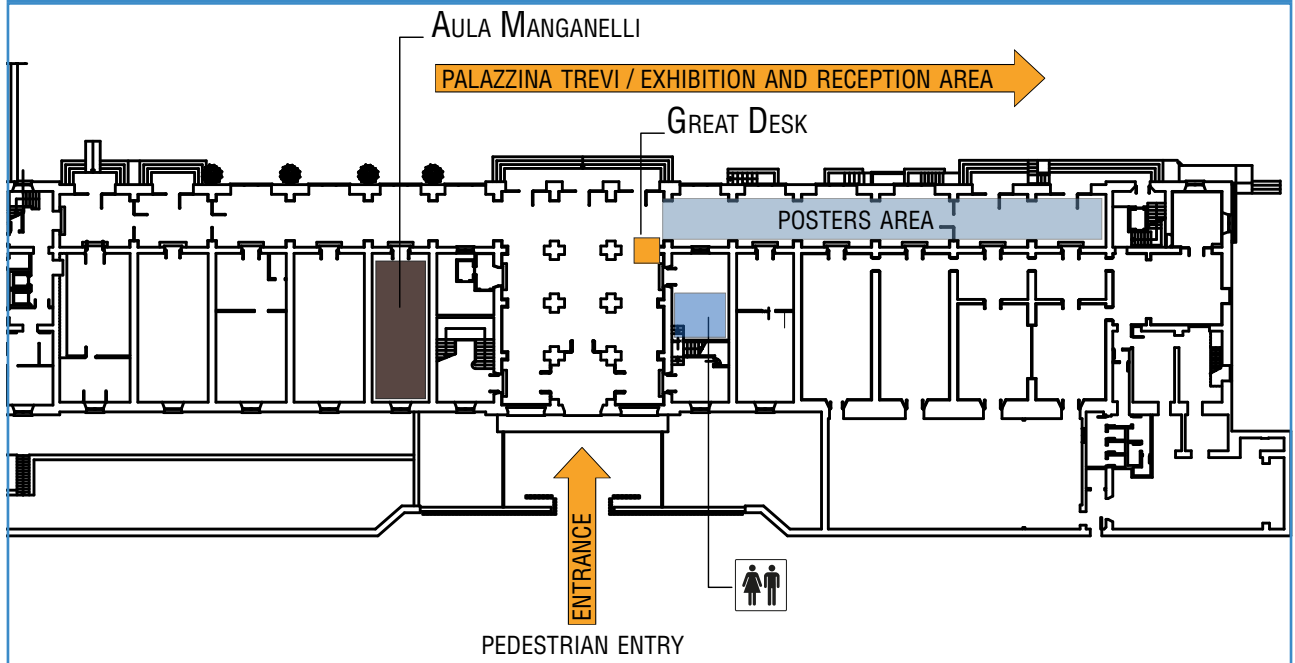 AULA MANGANELLI
PALAZZINA TREVI / EXHIBITION AND RECEPTION AREA
GREAT DESK
POSTERS AREA
ENTRANCE
PEDESTRIAN ENTRY